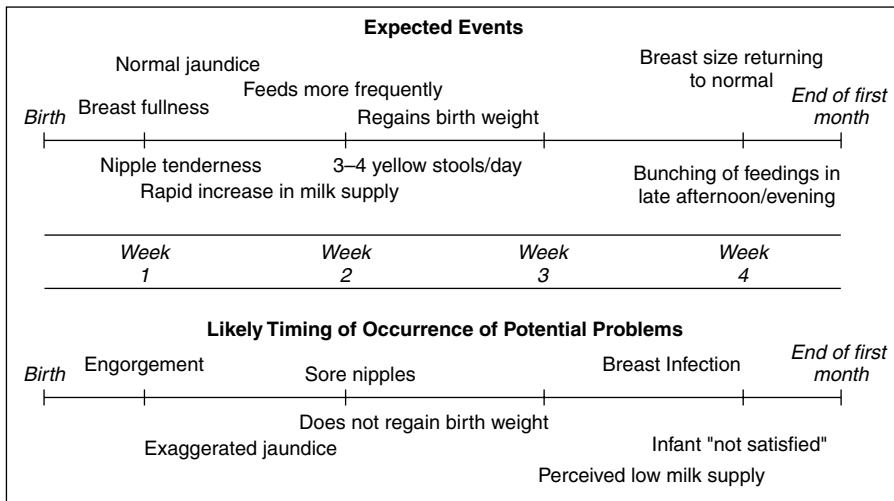 Expected Events
Normal jaundice
Breast size returning
to normal
Feeds more frequently
Breast fullness
Birth
Regains birth weight
End of first
month
Nipple tenderness
3–4 yellow stools/day
Rapid increase in milk supply
Bunching of feedings in
late afternoon/evening
Week
1
Week
2
Week
3
Week
4
Likely Timing of Occurrence of Potential Problems
Birth
Engorgement
Sore nipples
Breast Infection
End of first
month
Does not regain birth weight
Exaggerated jaundice
Infant "not satisfied"
Perceived low milk supply